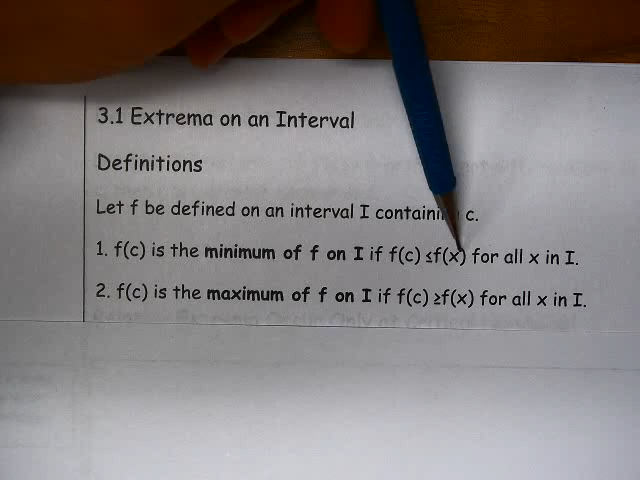 3.1 Extrema on an Interval
Definitions
Let f be defined on an interval I c.
1. f(c) is the minimum of f on I if f(c) ≤f(x) for all x in I.
2. f(c) is the maximum of f on I if f(c) ≥f(x) for all x in I.